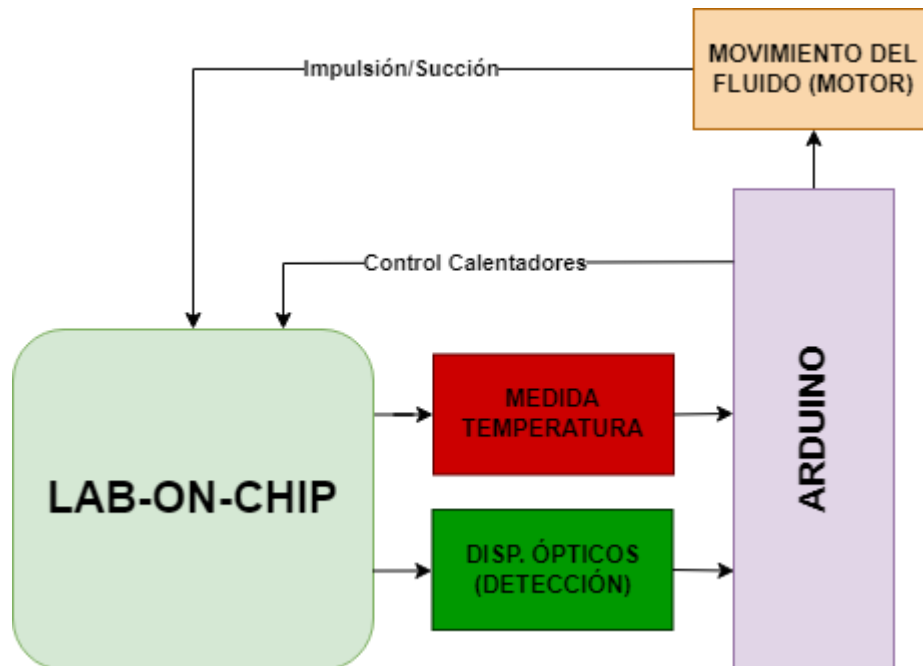 MOVIMIENTO DEL
FLUIDO (MOTOR)
Impulsión/Succión
Control Calentadores
MEDIDA
TEMPERATURA
ARDUINO
LAB-ON-CHIP
DISP. ÓPTICOS
(DETECCIÓN)